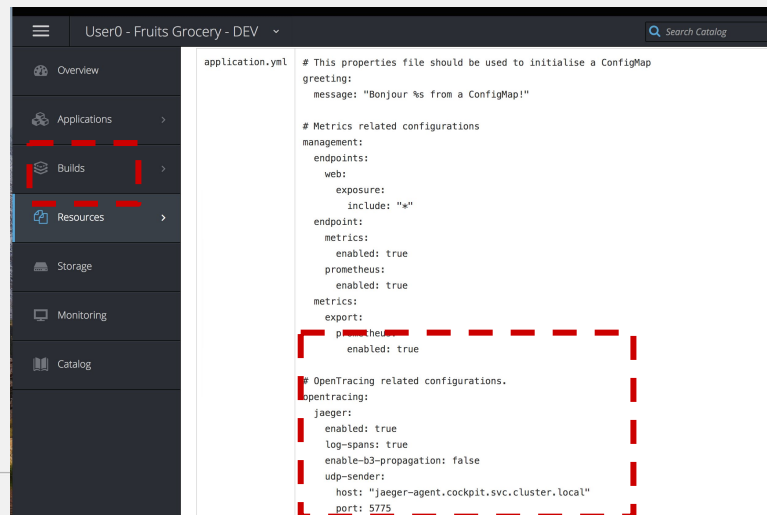 User0 - Fruits Grocery - DEV
Search Catalog
Overview
Applications
Builds
Resources
Storage
Monitoring
Catalog
application.yml
# This properties file should be used to initialise a ConfigMap
greeting:
  message: "Bonjour %s from a ConfigMap!"
# Metrics related configurations
management:
  endpoints:
    web:
      exposure:
        include: "*"
  endpoint:
    metrics:
      enabled: true
    prometheus:
      enabled: true
  metrics:
    export:
      prometheus:
        enabled: true
# OpenTracing related configurations.
opentracing:
  jaeger:
    enabled: true
    log-spans: true
    enable-b3-propagation: false
    udp-sender:
      host: "jaeger-agent.cockpit.svc.cluster.local"
      port: 5775